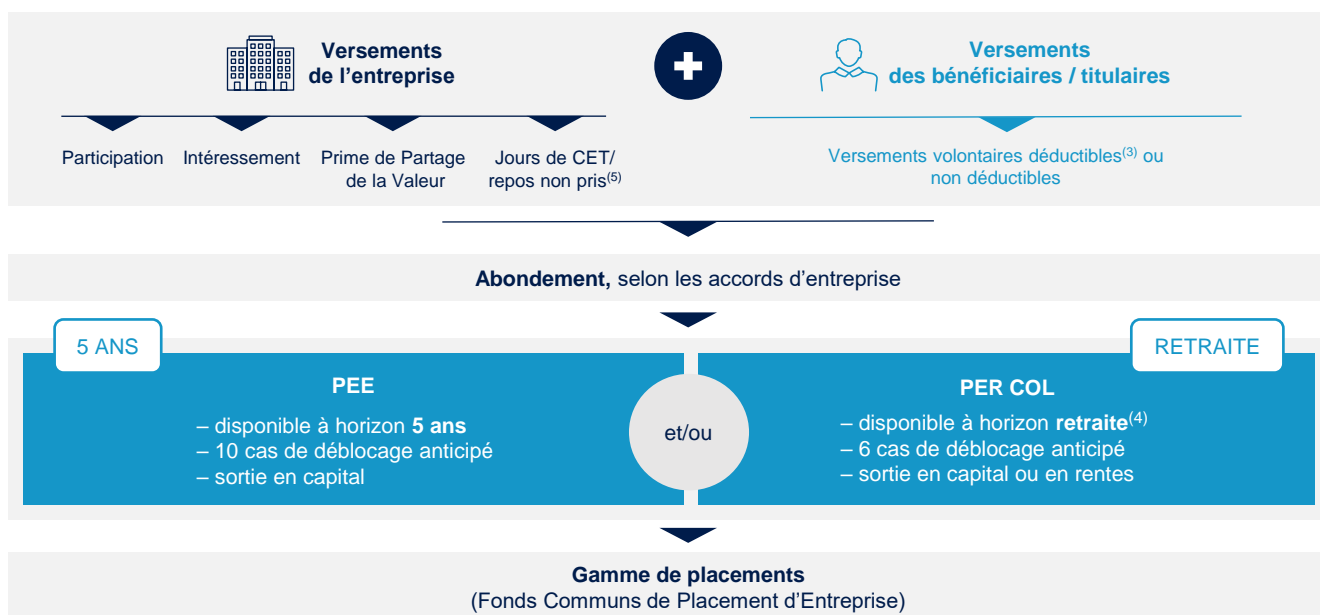 Versements
de l'entreprise
Versements
des bénéficiaires / titulaires
Participation
Intéressement
Prime de Partage
de la Valeur
Jours de CET/
repos non pris(5)
Versements volontaires déductibles(3) ou
non déductibles
Abondement, selon les accords d'entreprise
5 ANS
PEE
– disponible à horizon 5 ans
– 10 cas de déblocage anticipé
– sortie en capital
et/ou
RETRAITE
PER COL
– disponible à horizon retraite(4)
– 6 cas de déblocage anticipé
– sortie en capital ou en rentes
Gamme de placements
(Fonds Communs de Placement d'Entreprise)